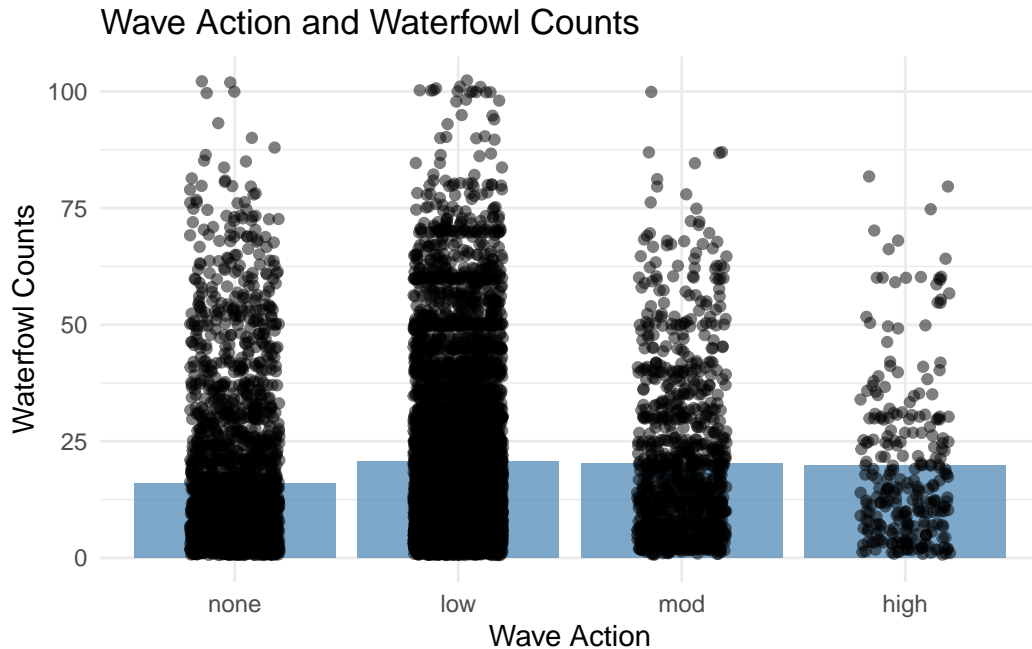 Wave Action and Waterfowl Counts
100
75
50
25
0
Waterfowl Counts
none low mod high
Wave Action